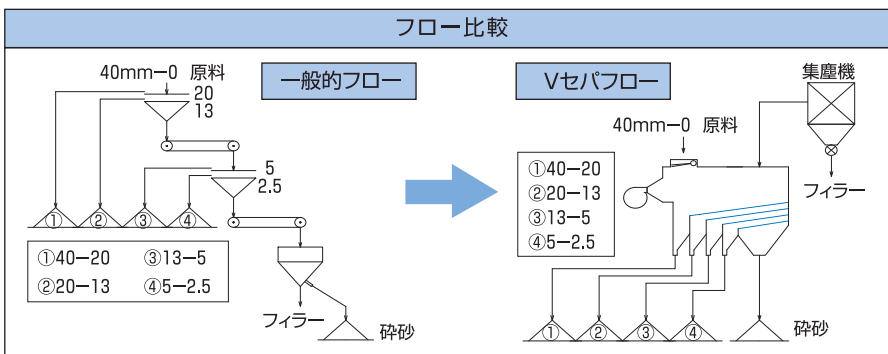 フロー比較
一般的フロー
40mm−0 原料
20
13
5
2.5
① ② ③ ④
①40−20 ③13−5
②20−13 ④5−2.5
フィラー
砕砂
Vセパフロー
集塵機
40mm−0 原料
①40−20
②20−13
③13−5
④5−2.5
フィラー
① ② ③ ④
砕砂